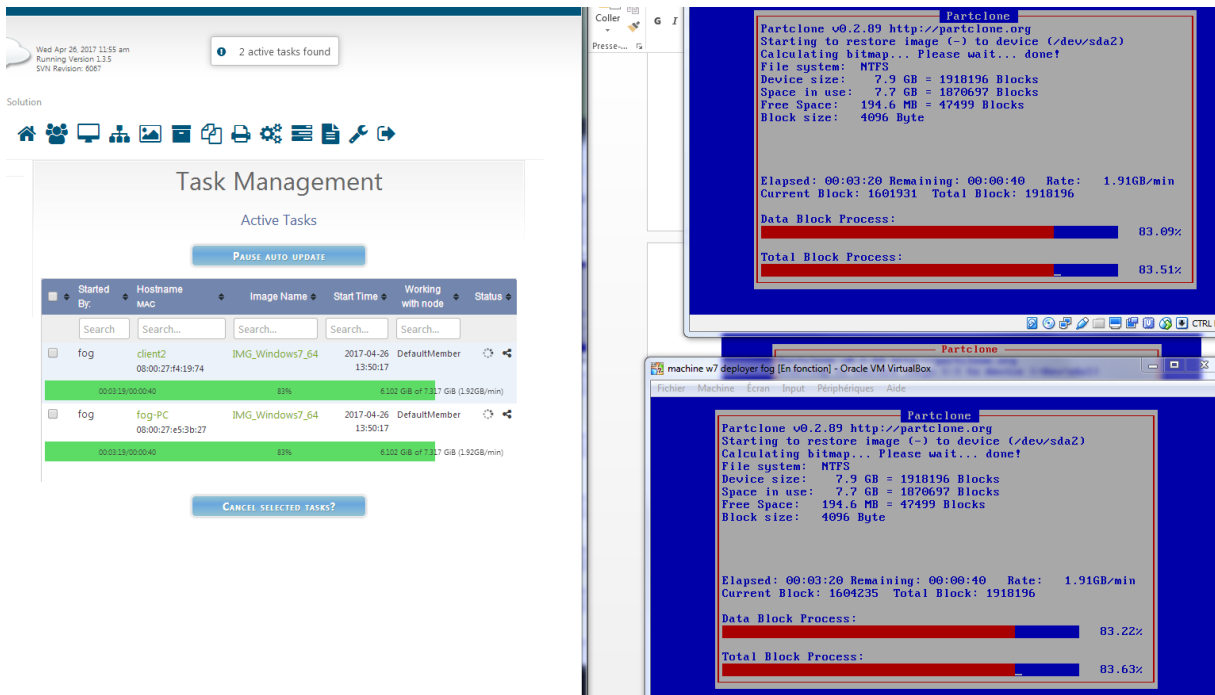 Wed Apr 26, 2017 11:55 am
Running Version 1.3.5
SVN Revision: 6067
2 active tasks found
Solution
Task Management
Active Tasks
PAUSE AUTO UPDATE
Started By: Hostname MAC Image Name Start Time Working with node Status
Search Search... Search... Search... Search...
fog client2 IMG_Windows7_64 2017-04-26 DefaultMember
08:00:27:f4:19:74 13:50:17
00:03:19/00:00:40 83% 6.102 GiB of 7.317 GiB (1.92GB/min)
fog fog-PC IMG_Windows7_64 2017-04-26 DefaultMember
08:00:27:e5:3b:27 13:50:17
00:03:19/00:00:40 83% 6.102 GiB of 7.317 GiB (1.92GB/min)
CANCEL SELECTED TASKS?
Coller
G I
Presse-...
Partclone
Partclone v0.2.89 http://partclone.org
Starting to restore image (-) to device (/dev/sda2)
Calculating bitmap... Please wait... done!
File system: NTFS
Device size: 7.9 GB = 1918196 Blocks
Space in use: 7.7 GB = 1870697 Blocks
Free Space: 194.6 MB = 47499 Blocks
Block size: 4096 Byte
Elapsed: 00:03:20 Remaining: 00:00:40 Rate: 1.91GB/min
Current Block: 1601931 Total Block: 1918196
Data Block Process:
83.09%
Total Block Process:
83.51%
CTRL
Partclone
machine w7 deployer fog [En fonction] - Oracle VM VirtualBox
Fichier Machine Écran Input Périphériques Aide
Partclone
Partclone v0.2.89 http://partclone.org
Starting to restore image (-) to device (/dev/sda2)
Calculating bitmap... Please wait... done!
File system: NTFS
Device size: 7.9 GB = 1918196 Blocks
Space in use: 7.7 GB = 1870697 Blocks
Free Space: 194.6 MB = 47499 Blocks
Block size: 4096 Byte
Elapsed: 00:03:20 Remaining: 00:00:40 Rate: 1.91GB/min
Current Block: 1604235 Total Block: 1918196
Data Block Process:
83.22%
Total Block Process:
83.63%